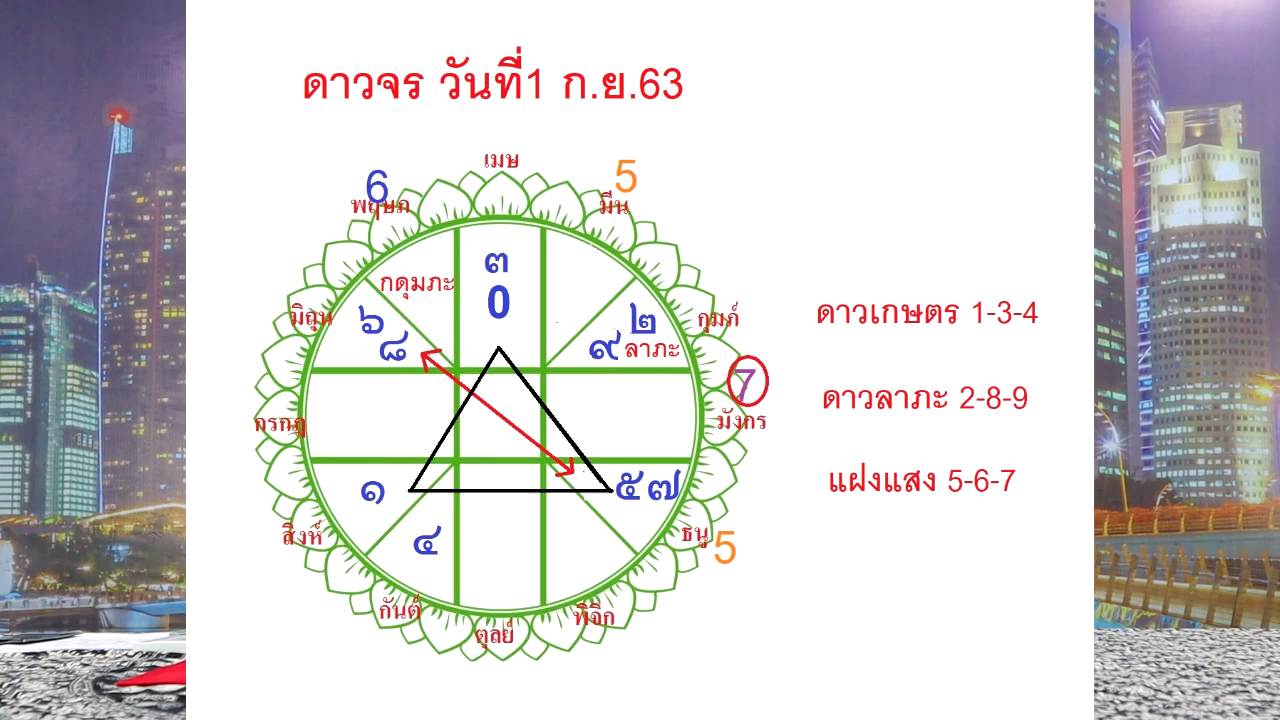 ดาวจร วันที่1 ก.ย.63
เมษ
6
5
พฤษภ
มีน
๓
กดุมภะ
0
มิถุน
๖
๒
กุมภ์
๘
๙
ลาภะ
7
กรกฎ
มังกร
๑
๕๗
๔
สิงห์
ธนู
5
กันต์
พิจิก
ตุลย์
ดาวเกษตร 1-3-4
ดาวลาภะ 2-8-9
แฝงแสง 5-6-7